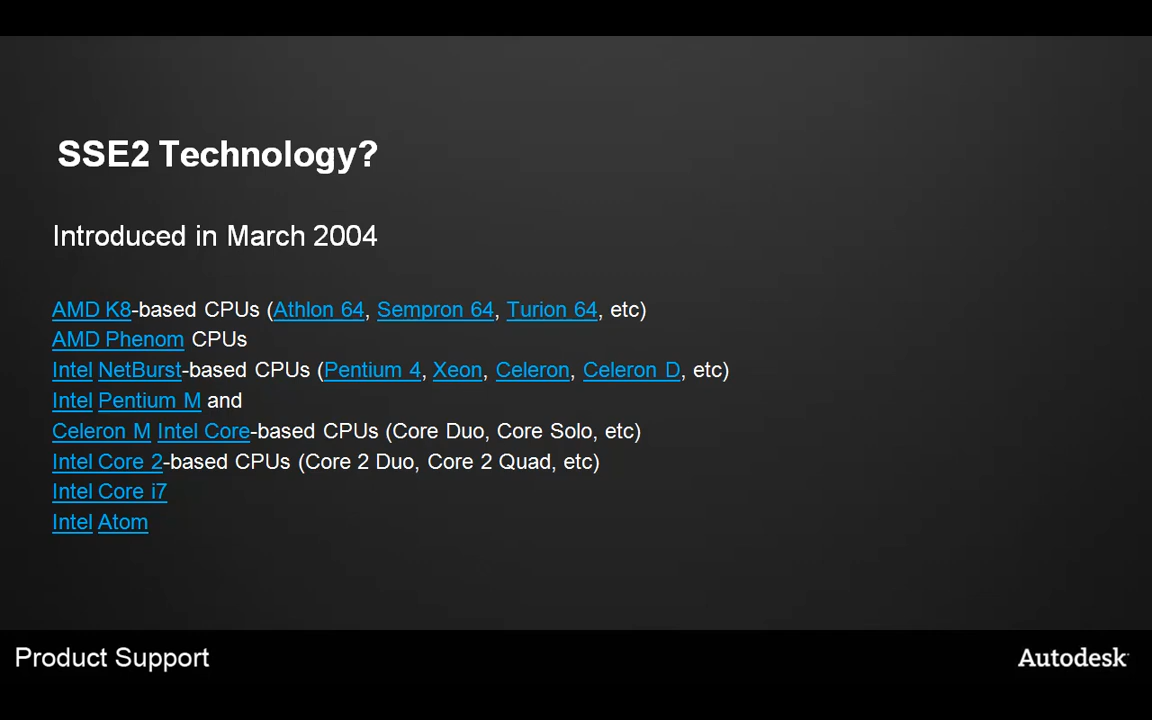 SSE2 Technology?
Introduced in March 2004
AMD K8-based CPUs (Athlon 64, Sempron 64, Turion 64, etc)
AMD Phenom CPUs
Intel NetBurst-based CPUs (Pentium 4, Xeon, Celeron, Celeron D, etc)
Intel Pentium M and
Celeron M Intel Core-based CPUs (Core Duo, Core Solo, etc)
Intel Core 2-based CPUs (Core 2 Duo, Core 2 Quad, etc)
Intel Core i7
Intel Atom
Product Support
Autodesk